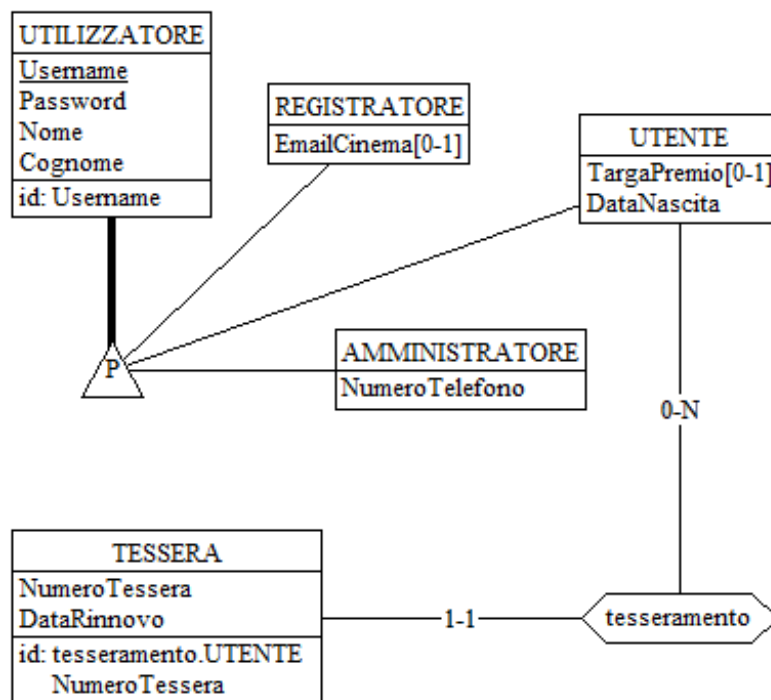 UTILIZZATORE
Username
Password
Nome
Cognome
id: Username
REGISTRATORE
EmailCinema[0-1]
UTENTE
TargaPremio[0-1]
DataNascita
P
AMMINISTRATORE
NumeroTelefono
0-N
TESSERA
NumeroTessera
DataRinnovo
id: tesseramento.UTENTE
NumeroTessera
1-1
tesseramento